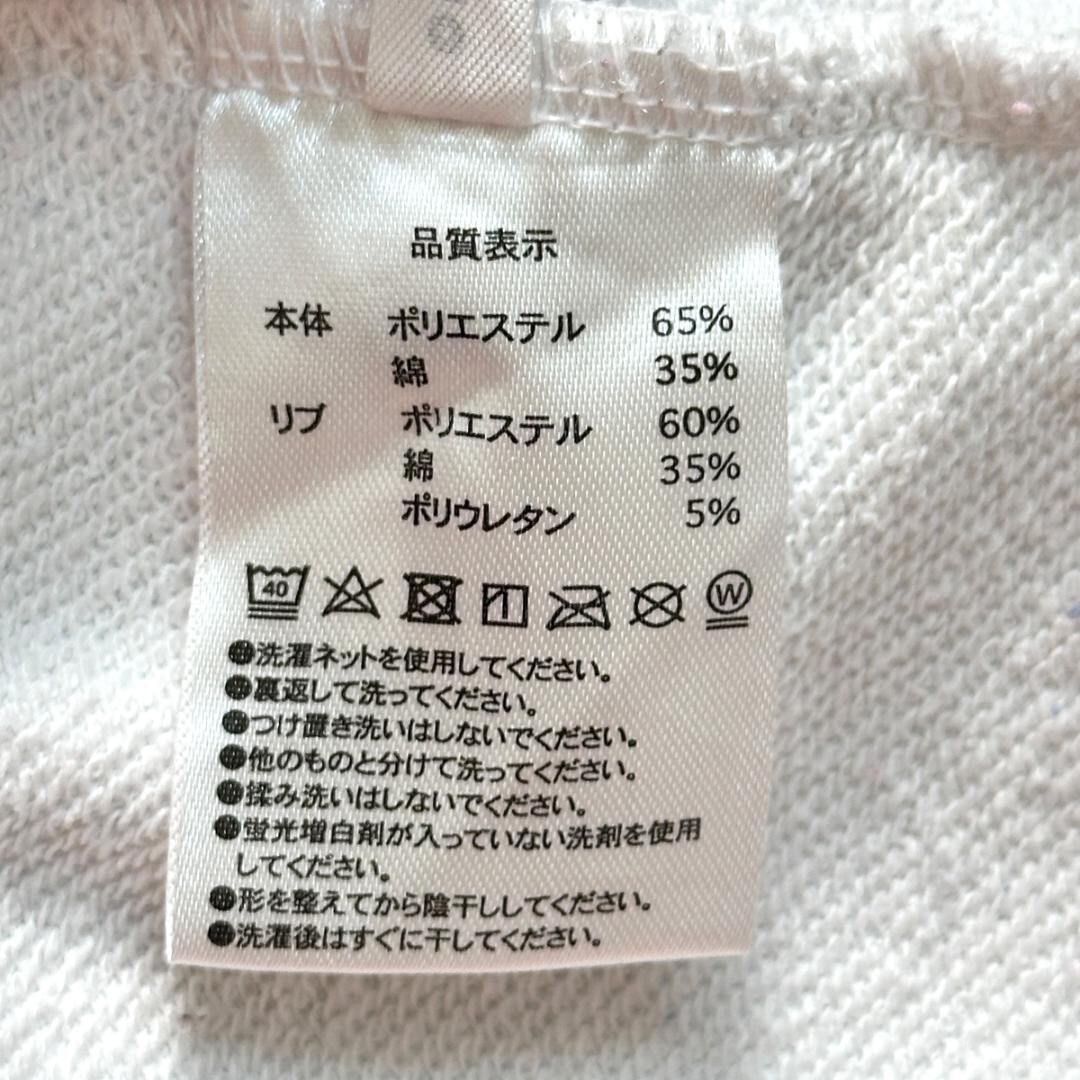 品質表示
本体 ポリエステル 65%
綿 35%
リブ ポリエステル 60%
綿 35%
ポリウレタン 5%
40 W
●洗濯ネットを使用してください。
●裏返して洗ってください。
●つけ置き洗いはしないでください。
●他のものと分けて洗ってください。
●揉み洗いはしないでください。
●蛍光増白剤が入っていない洗剤を使用
してください。
●形を整えてから陰干ししてください。
●洗濯後はすぐに干してください。